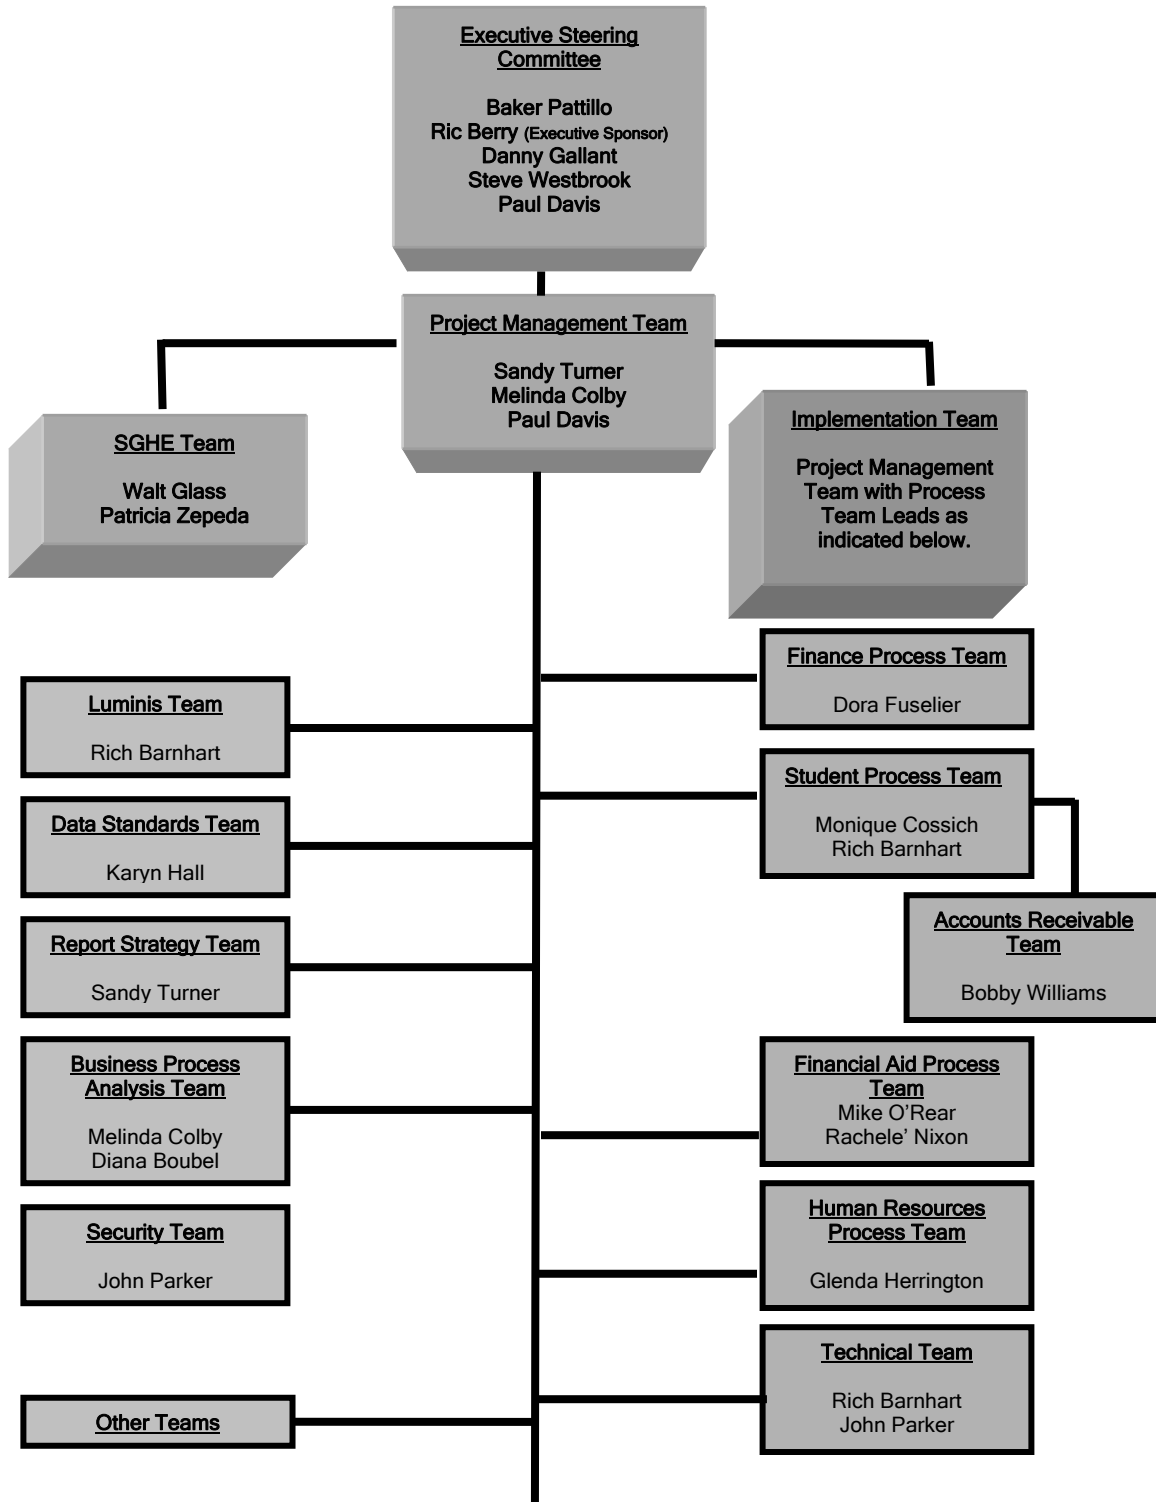 Executive Steering
Committee
Baker Pattillo
Ric Berry (Executive Sponsor)
Danny Gallant
Steve Westbrook
Paul Davis
Project Management Team
Sandy Turner
Melinda Colby
Paul Davis
SGHE Team
Walt Glass
Patricia Zepeda
Implementation Team
Project Management
Team with Process
Team Leads as
indicated below.
Luminis Team
Rich Barnhart
Data Standards Team
Karyn Hall
Report Strategy Team
Sandy Turner
Business Process
Analysis Team
Melinda Colby
Diana Boubel
Security Team
John Parker
Other Teams
Finance Process Team
Dora Fuselier
Student Process Team
Monique Cossich
Rich Barnhart
Accounts Receivable
Team
Bobby Williams
Financial Aid Process
Team
Mike O’Rear
Rachele’ Nixon
Human Resources
Process Team
Glenda Herrington
Technical Team
Rich Barnhart
John Parker